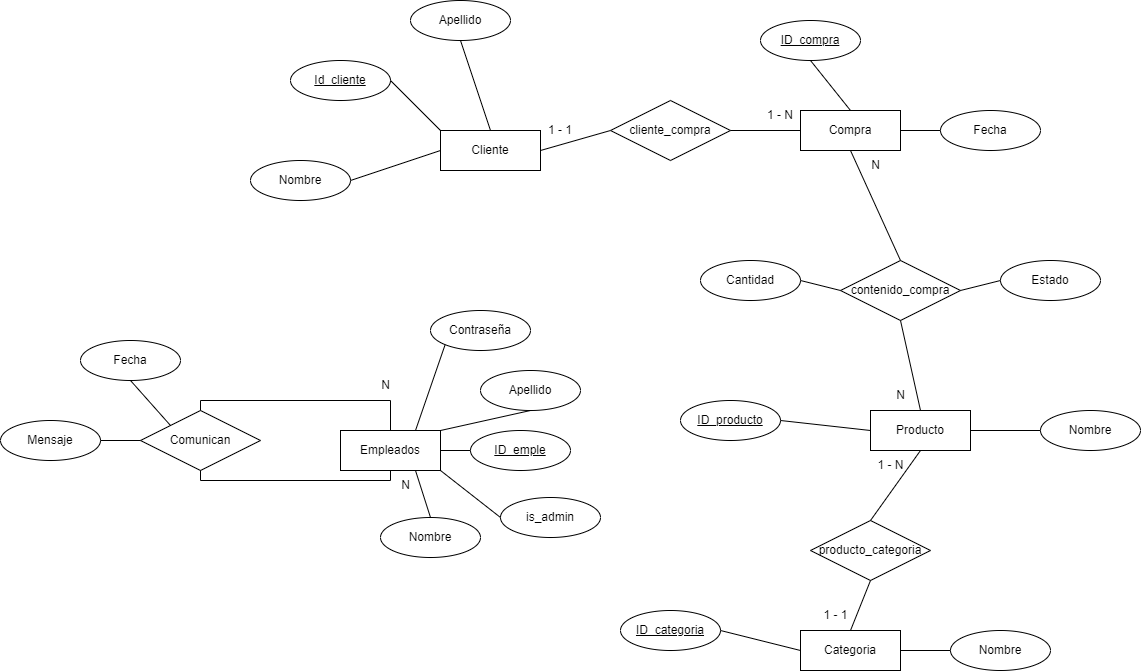 Apellido
ID_compra
Id_cliente
1 - N
1 - 1
cliente_compra
Compra
Fecha
Cliente
N
Nombre
Cantidad
contenido_compra
Estado
Contraseña
Fecha
N
Apellido
N
ID_producto
Producto
Nombre
Mensaje
Comunican
Empleados
ID_emple
1 - N
N
is_admin
Nombre
producto_categoria
1 - 1
ID_categoria
Categoria
Nombre